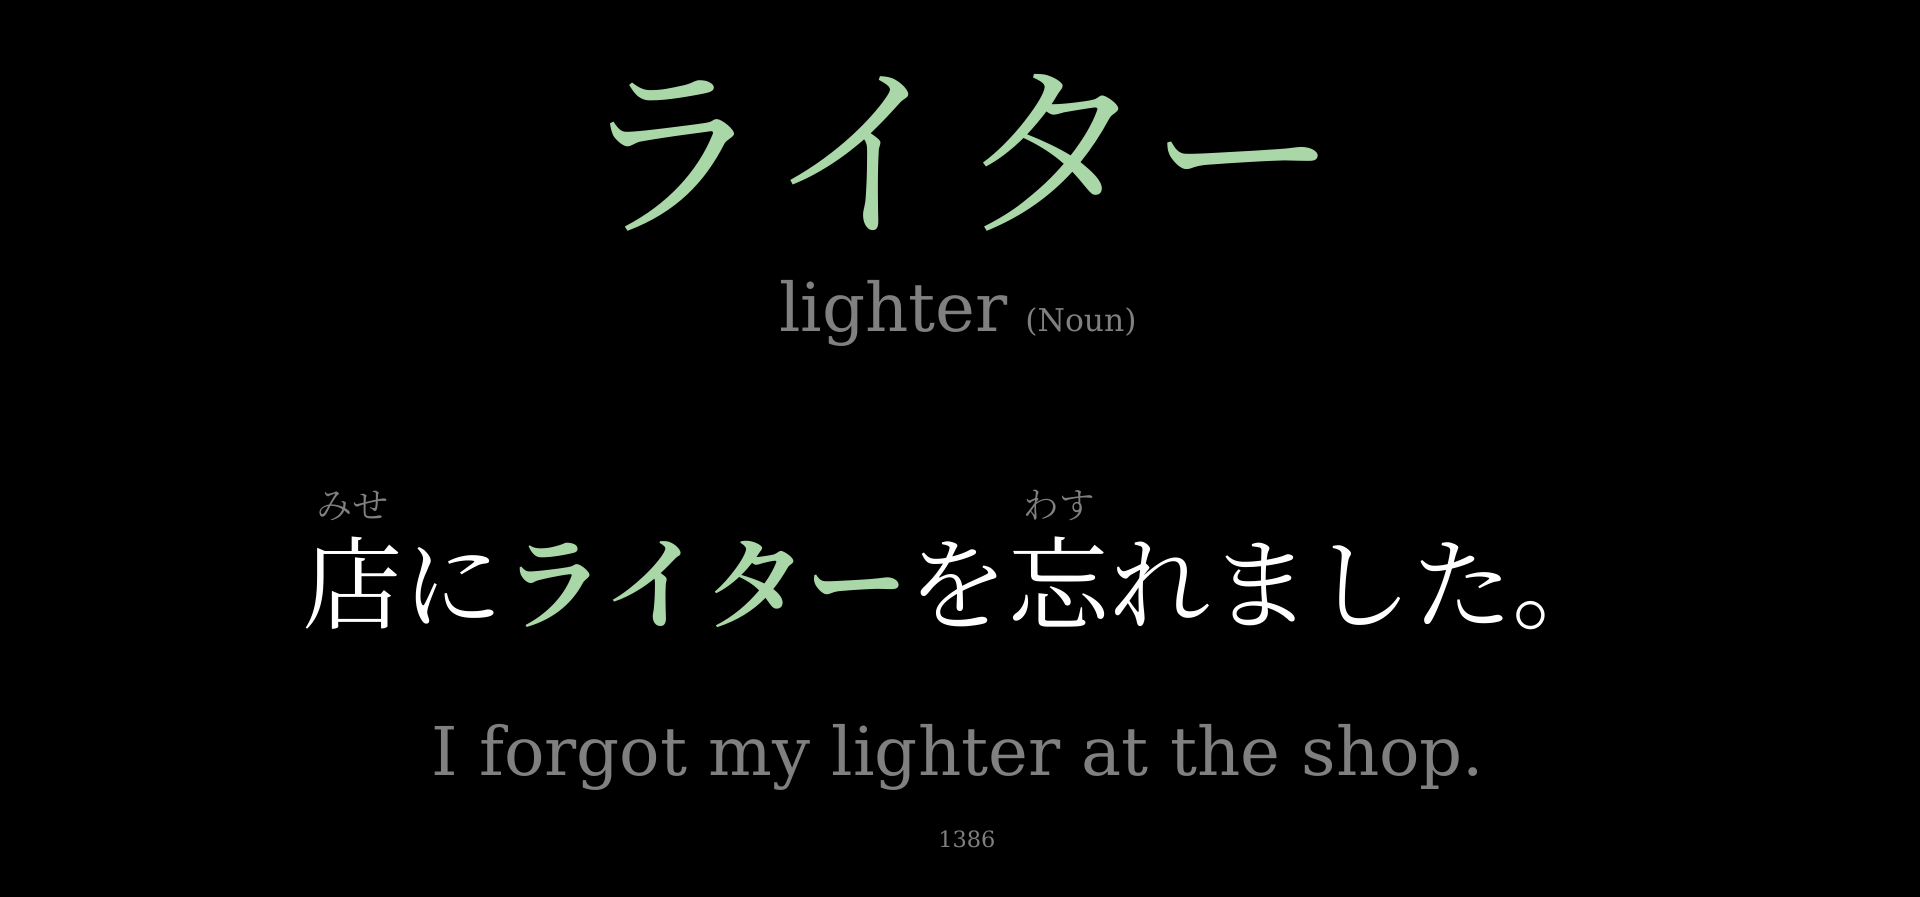 ライター
lighter (Noun)
みせ わす
店にライターを忘れました。
I forgot my lighter at the shop.
1386